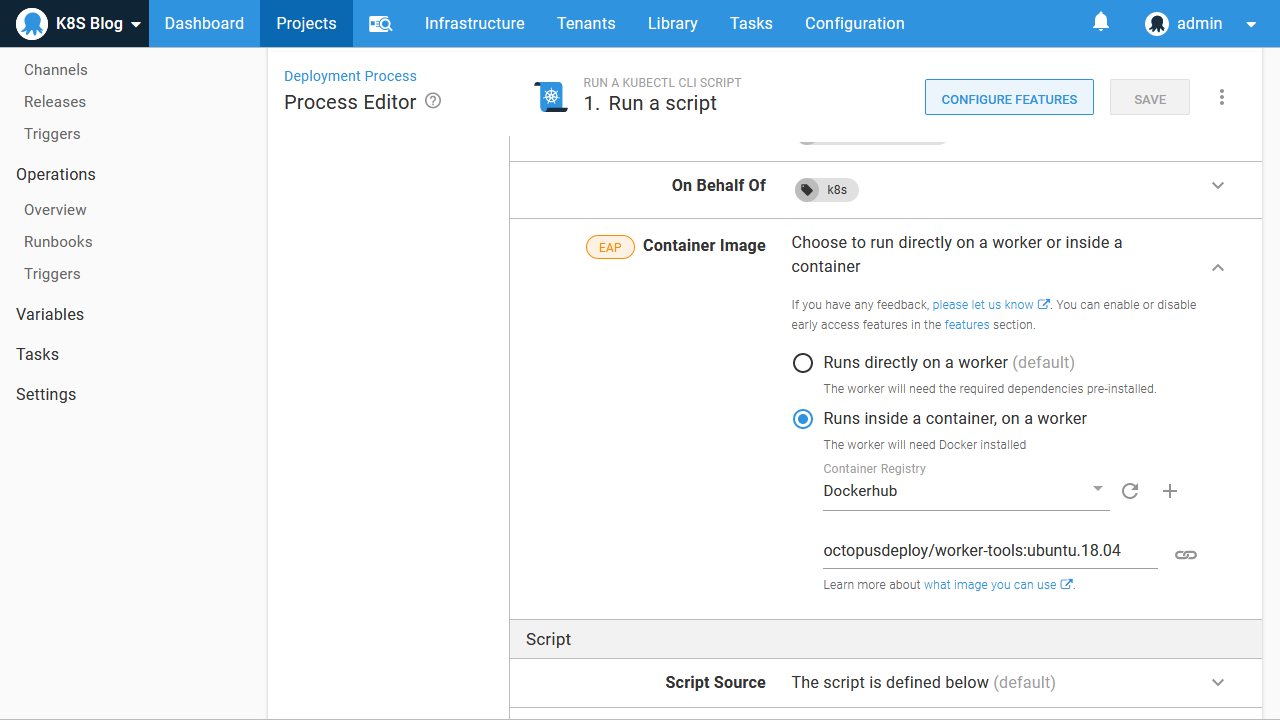 K8S Blog
Dashboard
Projects
Infrastructure
Tenants
Library
Tasks
Configuration
admin
Channels
Releases
Triggers
Operations
Overview
Runbooks
Triggers
Variables
Tasks
Settings
Deployment Process
Process Editor
RUN A KUBECTL CLI SCRIPT
1. Run a script
CONFIGURE FEATURES
SAVE
On Behalf Of
k8s
EAP
Container Image
Choose to run directly on a worker or inside a
container
If you have any feedback, please let us know. You can enable or disable
early access features in the features section.
Runs directly on a worker (default)
The worker will need the required dependencies pre-installed.
Runs inside a container, on a worker
The worker will need Docker installed
Container Registry
Dockerhub
octopusdeploy/worker-tools:ubuntu.18.04
Learn more about what image you can use.
Script
Script Source
The script is defined below (default)